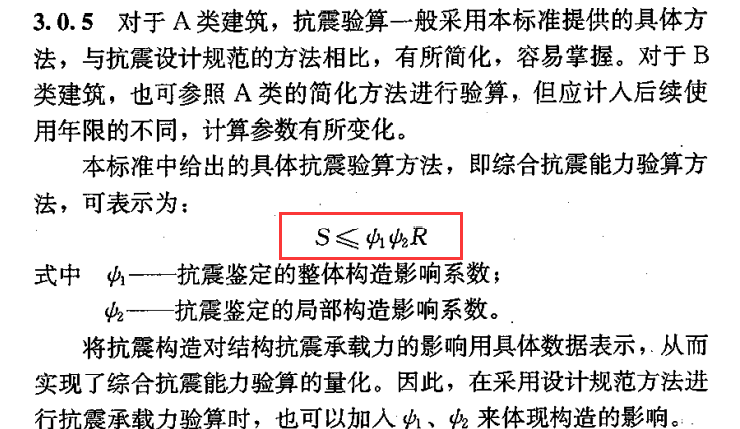 3.0.5 对于 A 类建筑，抗震验算一般采用本标准提供的具体方
法，与抗震设计规范的方法相比，有所简化，容易掌握。对于 B
类建筑，也可参照 A 类的简化方法进行验算，但应计入后续使
用年限的不同，计算参数有所变化。
本标准中给出的具体抗震验算方法，即综合抗震能力验算方
法，可表示为：
S⩽ψ₁ψ₂R
式中 ψ₁——抗震鉴定的整体构造影响系数；
ψ₂——抗震鉴定的局部构造影响系数。
将抗震构造对结构抗震承载力的影响用具体数据表示，从而
实现了综合抗震能力验算的量化。因此，在采用设计规范方法进
行抗震承载力验算时，也可以加入 ψ₁、ψ₂ 来体现构造的影响。